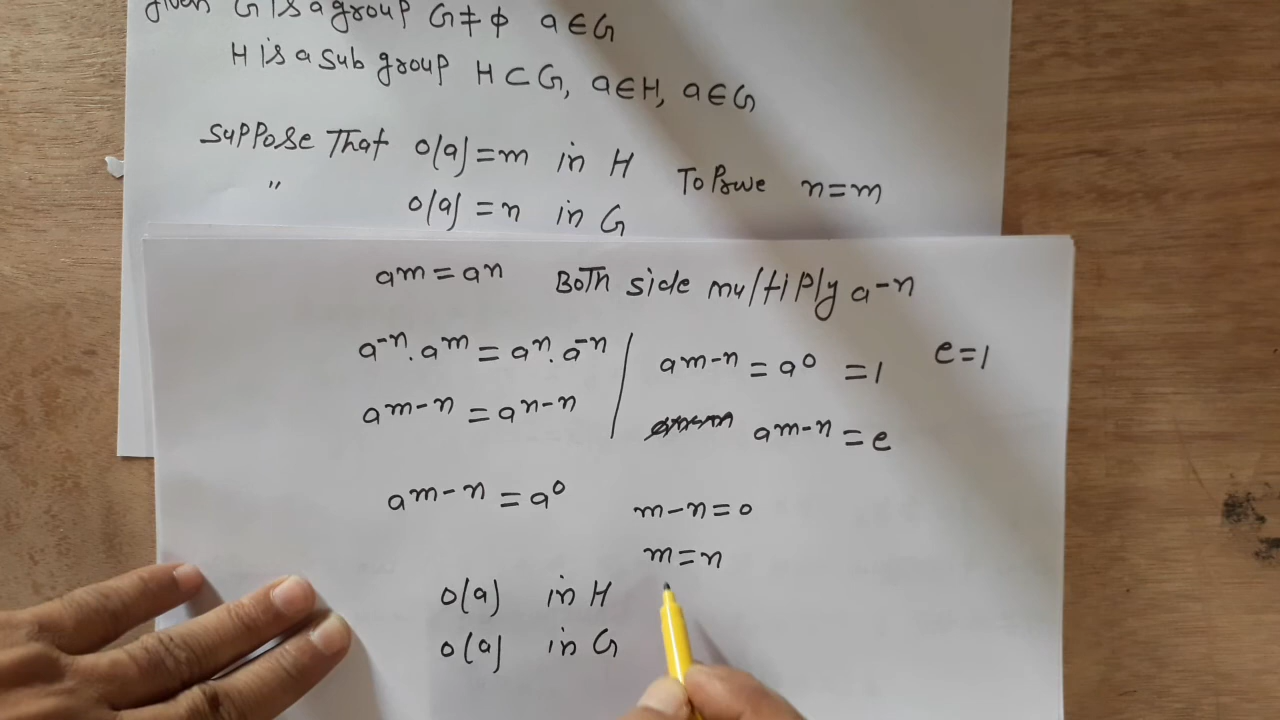 given G is a group G ≠ ϕ a ∈ G
H is a sub group H ⊂ G, a ∈ H, a ∈ G
suppose That o(a) = m in H
" o(a) = n in G
To Prove n = m
aᵐ = aⁿ Both side multiply a⁻ⁿ
a⁻ⁿ · aᵐ = aⁿ · a⁻ⁿ
aᵐ⁻ⁿ = aⁿ⁻ⁿ
aᵐ⁻ⁿ = a⁰
aᵐ⁻ⁿ = a⁰ = 1 e = 1
aᵐ⁻ⁿ = e
m - n = 0
m = n
o(a) in H
o(a) in G